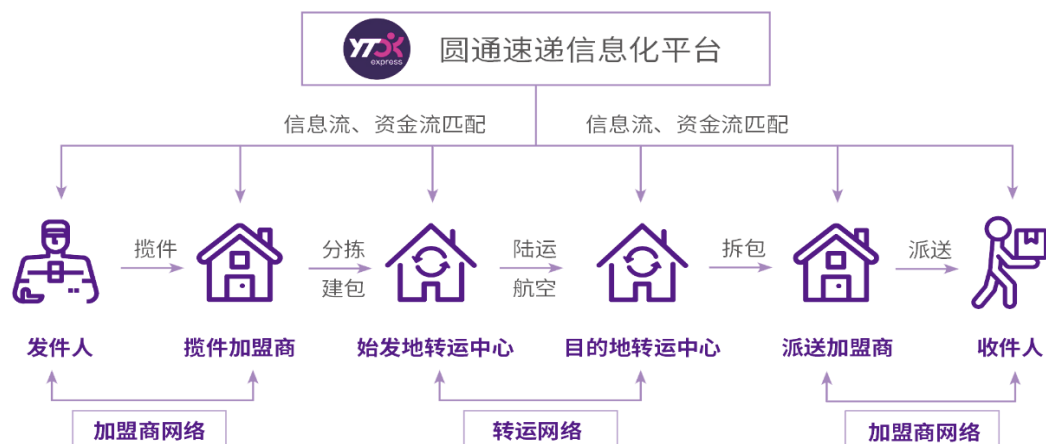 YTO express
圆通速递信息化平台
信息流、资金流匹配
信息流、资金流匹配
揽件
分拣
建包
陆运
航空
拆包
派送
发件人
揽件加盟商
始发地转运中心
目的地转运中心
派送加盟商
收件人
加盟商网络
转运网络
加盟商网络